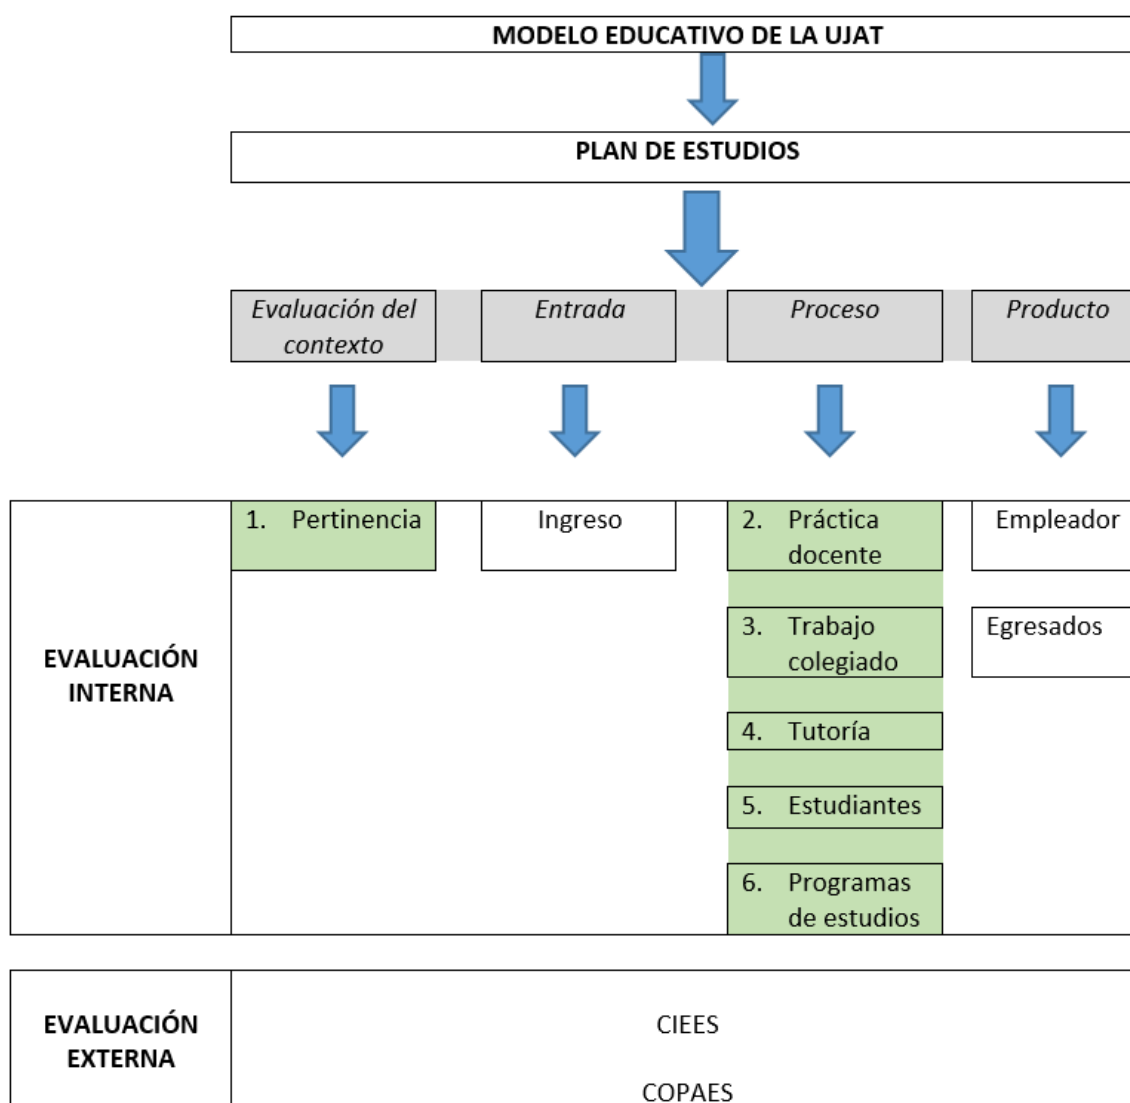 MODELO EDUCATIVO DE LA UJAT
PLAN DE ESTUDIOS
Evaluación del
contexto
Entrada
Proceso
Producto
EVALUACIÓN
INTERNA
1. Pertinencia
Ingreso
2. Práctica
docente
3. Trabajo
colegiado
4. Tutoría
5. Estudiantes
6. Programas
de estudios
Empleador
Egresados
EVALUACIÓN
EXTERNA
CIEES
COPAES